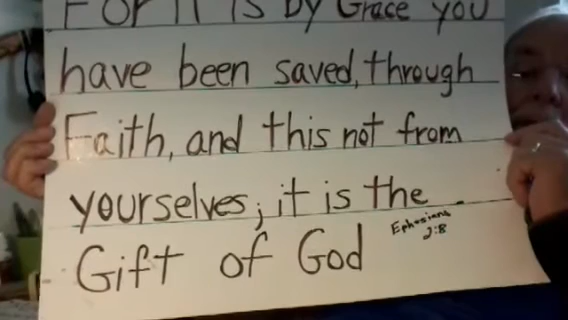 For it is by Grace you
have been saved, through
Faith, and this not from
yourselves; it is the
Gift of God
Ephesians
2:8